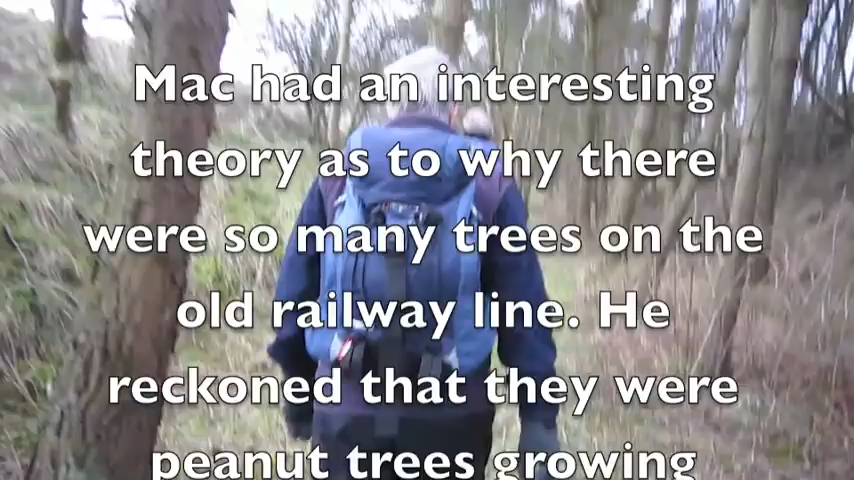 Mac had an interesting
theory as to why there
were so many trees on the
old railway line. He
reckoned that they were
peanut trees growing